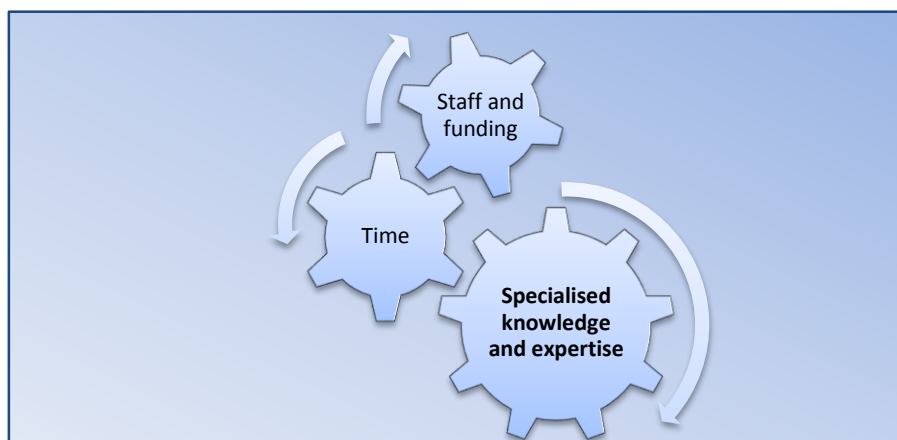 Staff and
funding
Time
Specialised
knowledge
and expertise